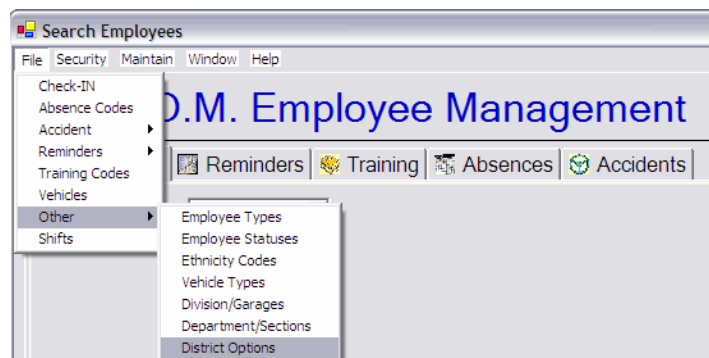 Search Employees
File Security Maintain Window Help
Check-IN
Absence Codes
Accident
Reminders
Training Codes
Vehicles
Other
Shifts
.M. Employee Management
Reminders Training Absences Accidents
Employee Types
Employee Statuses
Ethnicity Codes
Vehicle Types
Division/Garages
Department/Sections
District Options